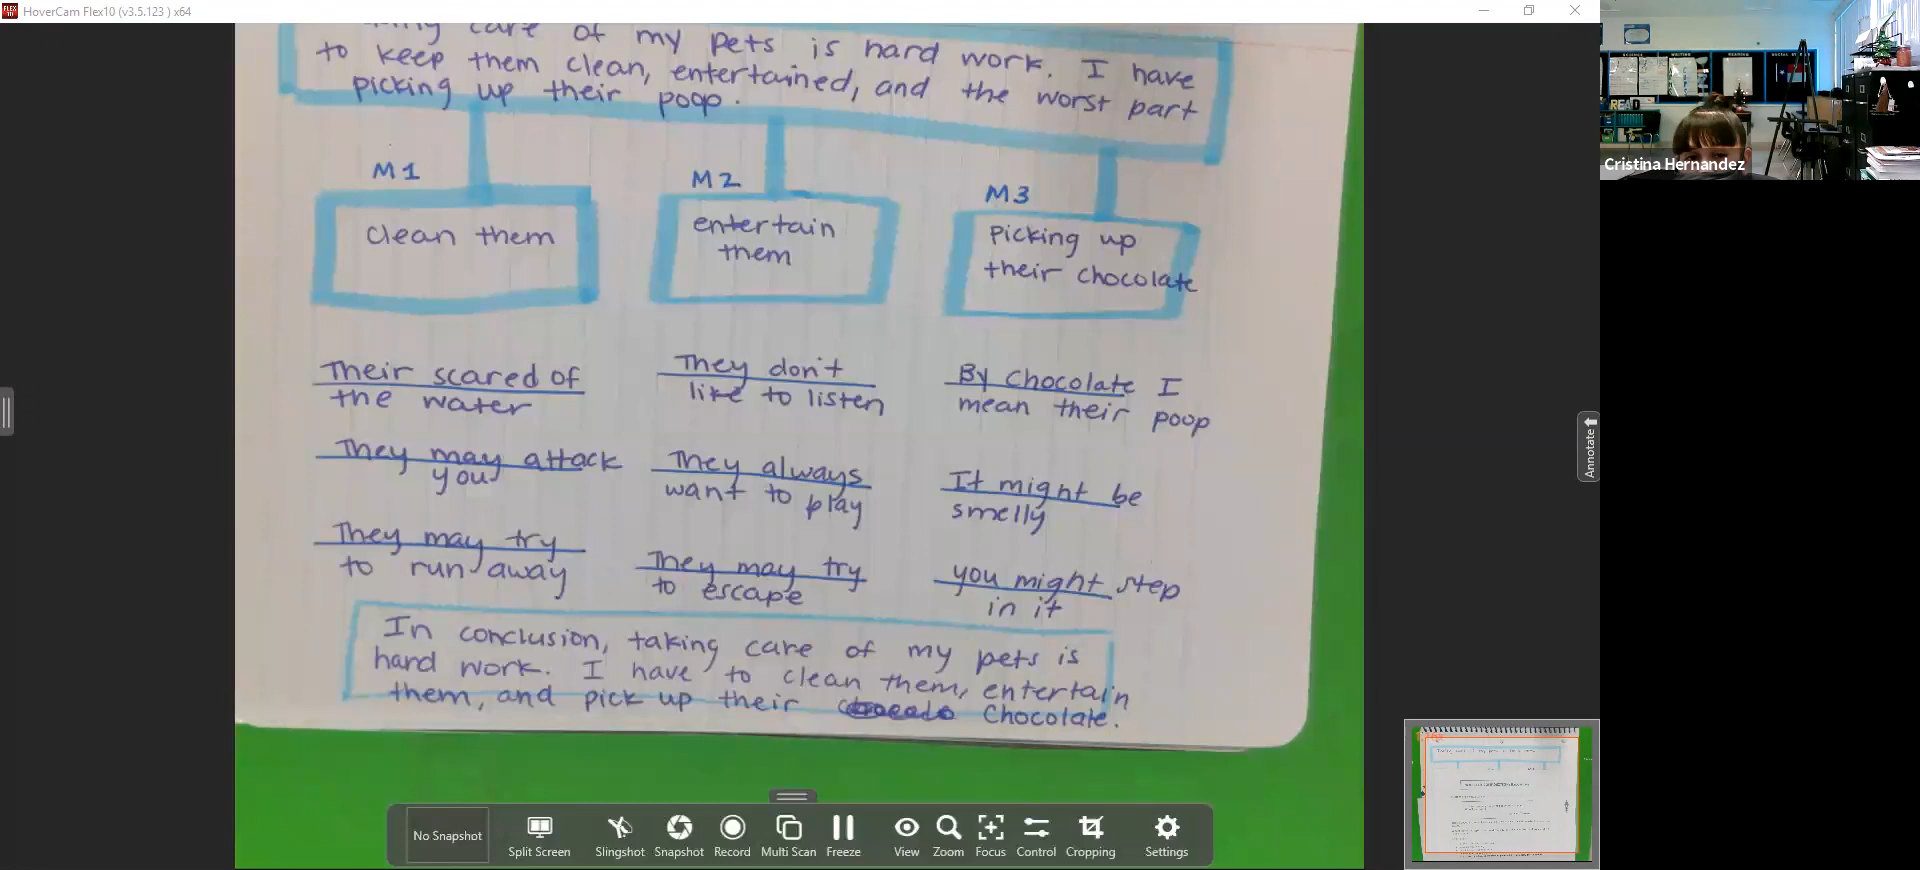 HoverCam Flex10 (v3.5.123) x64
care of my pets is hard work. I have
to keep them clean, entertained, and the worst part
picking up their poop.
M1
M2
M3
clean them
entertain
them
Picking up
their chocolate
Their scared of
the water
They don't
like to listen
By chocolate I
mean their poop
They may attack
you
They always
want to play
It might be
smelly
They may try
to run away
They may try
to escape
you might step
in it
In conclusion, taking care of my pets is
hard work. I have to clean them, entertain
them, and pick up their Chocolate.
Cristina Hernandez
READ
Annotate
No Snapshot
Split Screen
Slingshot
Snapshot
Record
Multi Scan
Freeze
View
Zoom
Focus
Control
Cropping
Settings